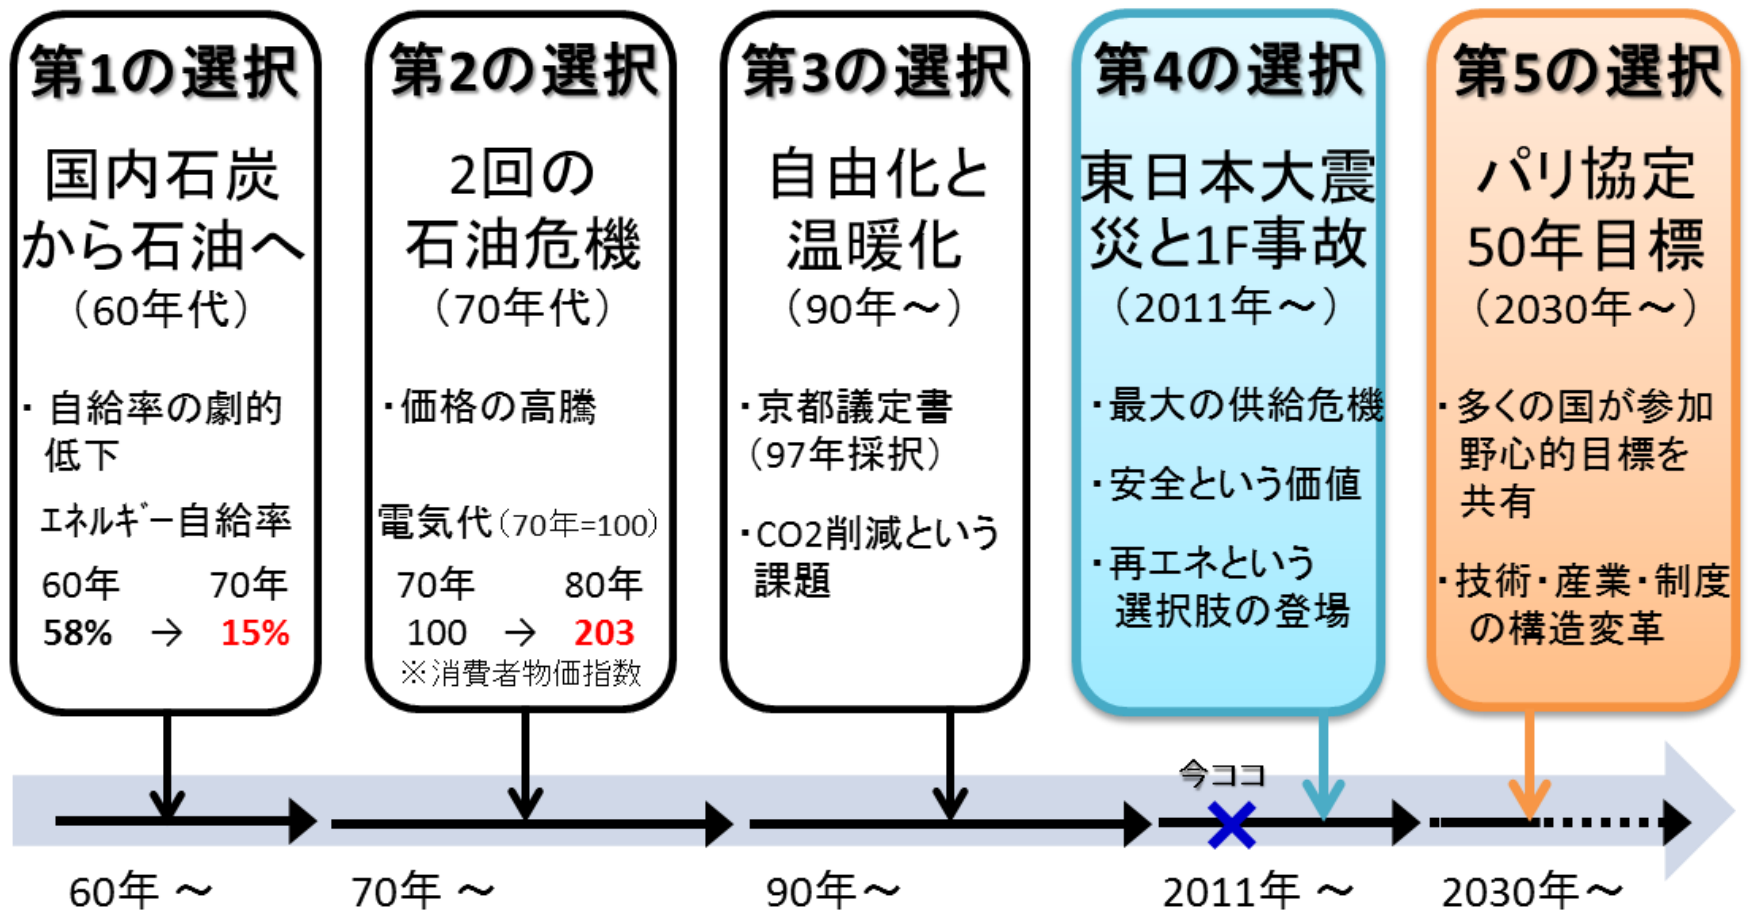 第1の選択
国内石炭
から石油へ
（60年代）
・自給率の劇的
低下
ｴﾈﾙｷﾞｰ自給率
60年 70年
58% → 15%
第2の選択
2回の
石油危機
（70年代）
・価格の高騰
電気代（70年=100）
70年 80年
100 → 203
※消費者物価指数
第3の選択
自由化と
温暖化
（90年～）
・京都議定書
（97年採択）
・CO2削減という
課題
第4の選択
東日本大震
災と1F事故
（2011年～）
・最大の供給危機
・安全という価値
・再エネという
選択肢の登場
第5の選択
パリ協定
50年目標
（2030年～）
・多くの国が参加
野心的目標を
共有
・技術・産業・制度
の構造変革
今ココ
60年 ～
70年 ～
90年～
2011年 ～
2030年～